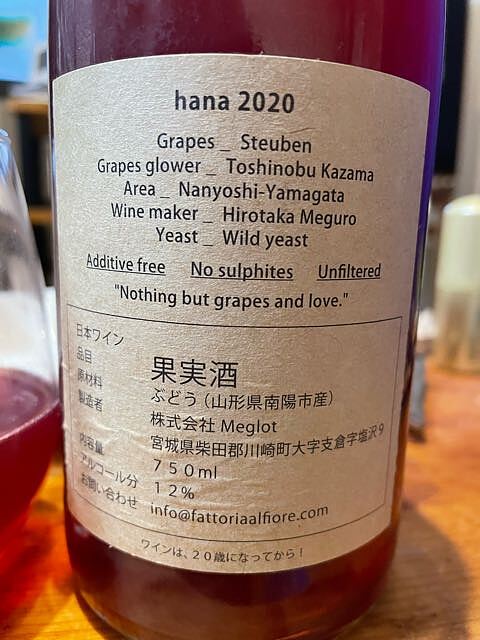 hana 2020
Grapes _ Steuben
Grapes glower _ Toshinobu Kazama
Area _ Nanyoshi-Yamagata
Wine maker _ Hirotaka Meguro
Yeast _ Wild yeast
Additive free No sulphites Unfiltered
"Nothing but grapes and love."
日本ワイン
品目 果実酒
原材料 ぶどう（山形県南陽市産）
製造者 株式会社 Meglot
宮城県柴田郡川崎町大字支倉字塩沢９
内容量 ７５０ml
アルコール分 １２％
お問い合わせ info@fattoriaalfiore.com
ワインは、２０歳になってから！